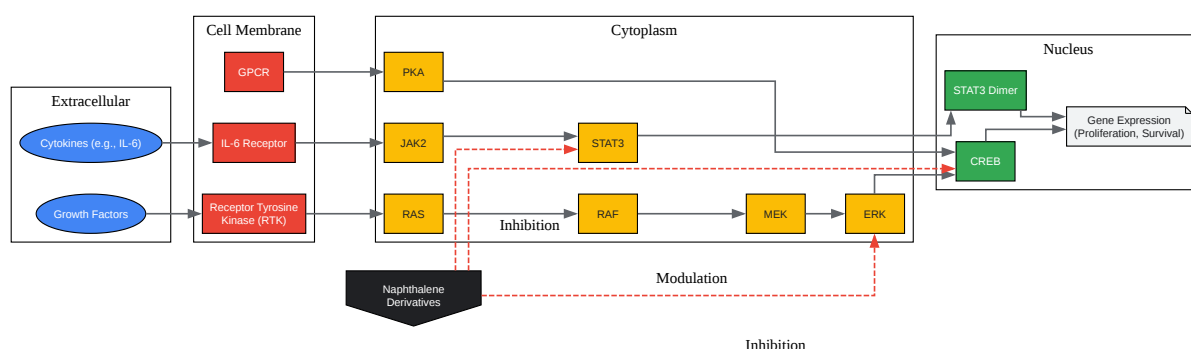 Cell Membrane
Cytoplasm
Nucleus
Extracellular
GPCR
PKA
STAT3 Dimer
Gene Expression
(Proliferation, Survival)
Cytokines (e.g., IL-6)
IL-6 Receptor
JAK2
STAT3
CREB
Growth Factors
Receptor Tyrosine
Kinase (RTK)
RAS
RAF
MEK
ERK
Inhibition
Modulation
Naphthalene
Derivatives
Inhibition